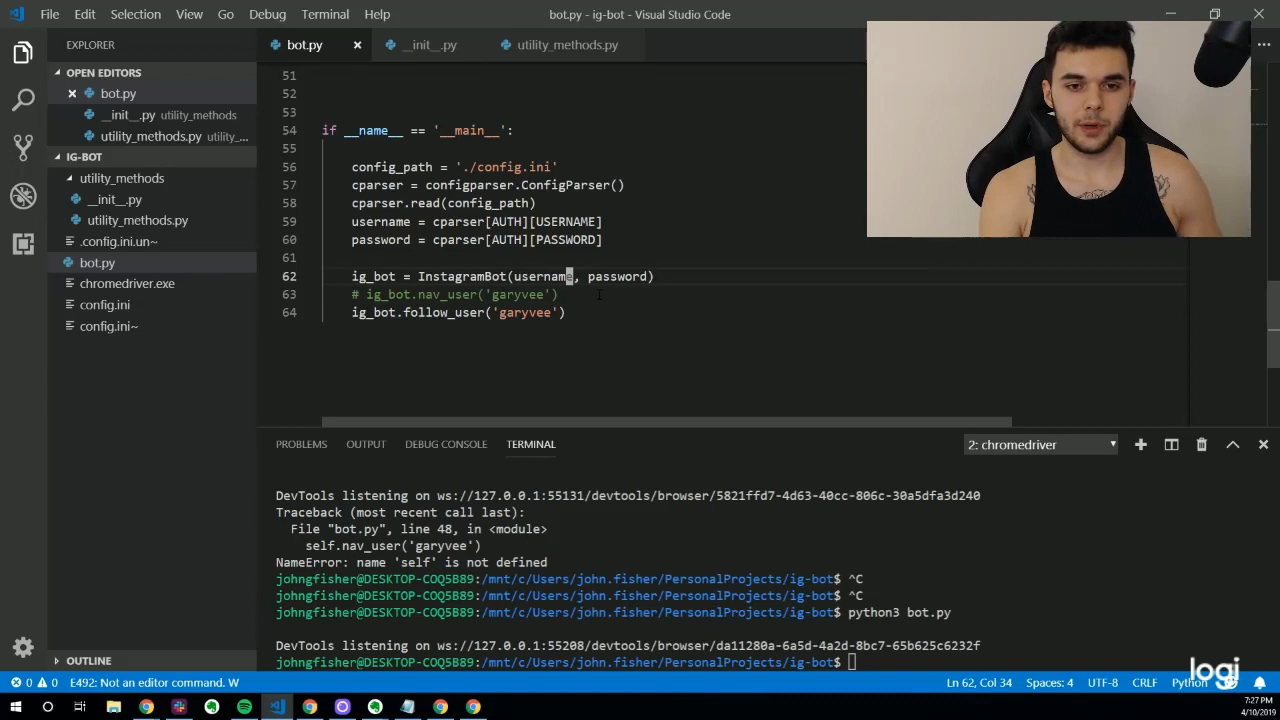 File Edit Selection View Go Debug Terminal Help
bot.py - ig-bot - Visual Studio Code
EXPLORER
OPEN EDITORS
bot.py
__init__.py utility_methods
utility_methods.py utility_...
IG-BOT
utility_methods
__init__.py
utility_methods.py
.config.ini.un~
bot.py
chromedriver.exe
config.ini
config.ini~
OUTLINE
bot.py
__init__.py
utility_methods.py
51
52
53
54 if __name__ == '__main__':
55
56 config_path = './config.ini'
57 cparser = configparser.ConfigParser()
58 cparser.read(config_path)
59 username = cparser[AUTH][USERNAME]
60 password = cparser[AUTH][PASSWORD]
61
62 ig_bot = InstagramBot(username, password)
63 # ig_bot.nav_user('garyvee')
64 ig_bot.follow_user('garyvee')
PROBLEMS OUTPUT DEBUG CONSOLE TERMINAL
2: chromedriver
DevTools listening on ws://127.0.0.1:55131/devtools/browser/5821ffd7-4d63-40cc-806c-30a5dfa3d240
Traceback (most recent call last):
File "bot.py", line 48, in <module>
self.nav_user('garyvee')
NameError: name 'self' is not defined
johngfisher@DESKTOP-COQ5B89:/mnt/c/Users/john.fisher/PersonalProjects/ig-bot$ ^C
johngfisher@DESKTOP-COQ5B89:/mnt/c/Users/john.fisher/PersonalProjects/ig-bot$ ^C
johngfisher@DESKTOP-COQ5B89:/mnt/c/Users/john.fisher/PersonalProjects/ig-bot$ python3 bot.py
DevTools listening on ws://127.0.0.1:55208/devtools/browser/da11280a-6a5d-4a2d-8bc7-65b625c6232f
johngfisher@DESKTOP-COQ5B89:/mnt/c/Users/john.fisher/PersonalProjects/ig-bot$
logi
0 0 E492: Not an editor command. W
Ln 62, Col 34 Spaces: 4 UTF-8 CRLF Python
7:27 PM
4/10/2019